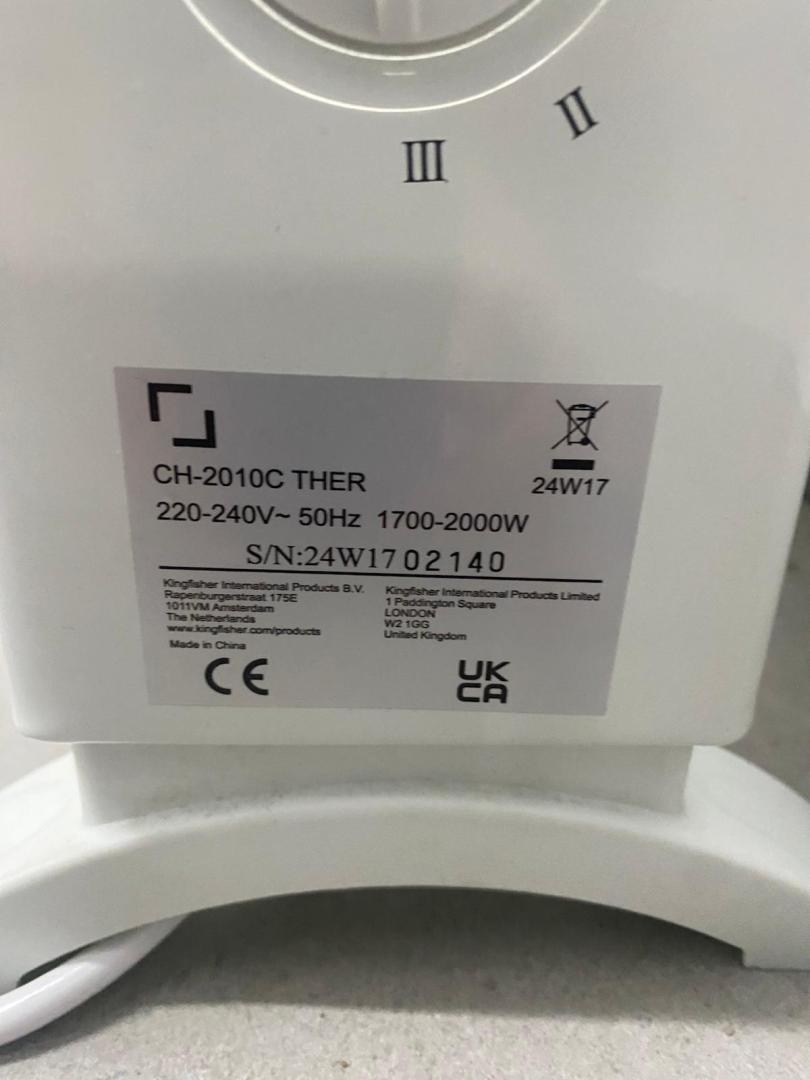 II
III
CH-2010C THER
24W17
220-240V~ 50Hz 1700-2000W
S/N:24W1702140
Kingfisher International Products B.V.
Rapenburgerstraat 175E
1011VM Amsterdam
The Netherlands
www.kingfisher.com/products
Made in China
Kingfisher International Products Limited
1 Paddington Square
LONDON
W2 1GG
United Kingdom
CE
UK
CA